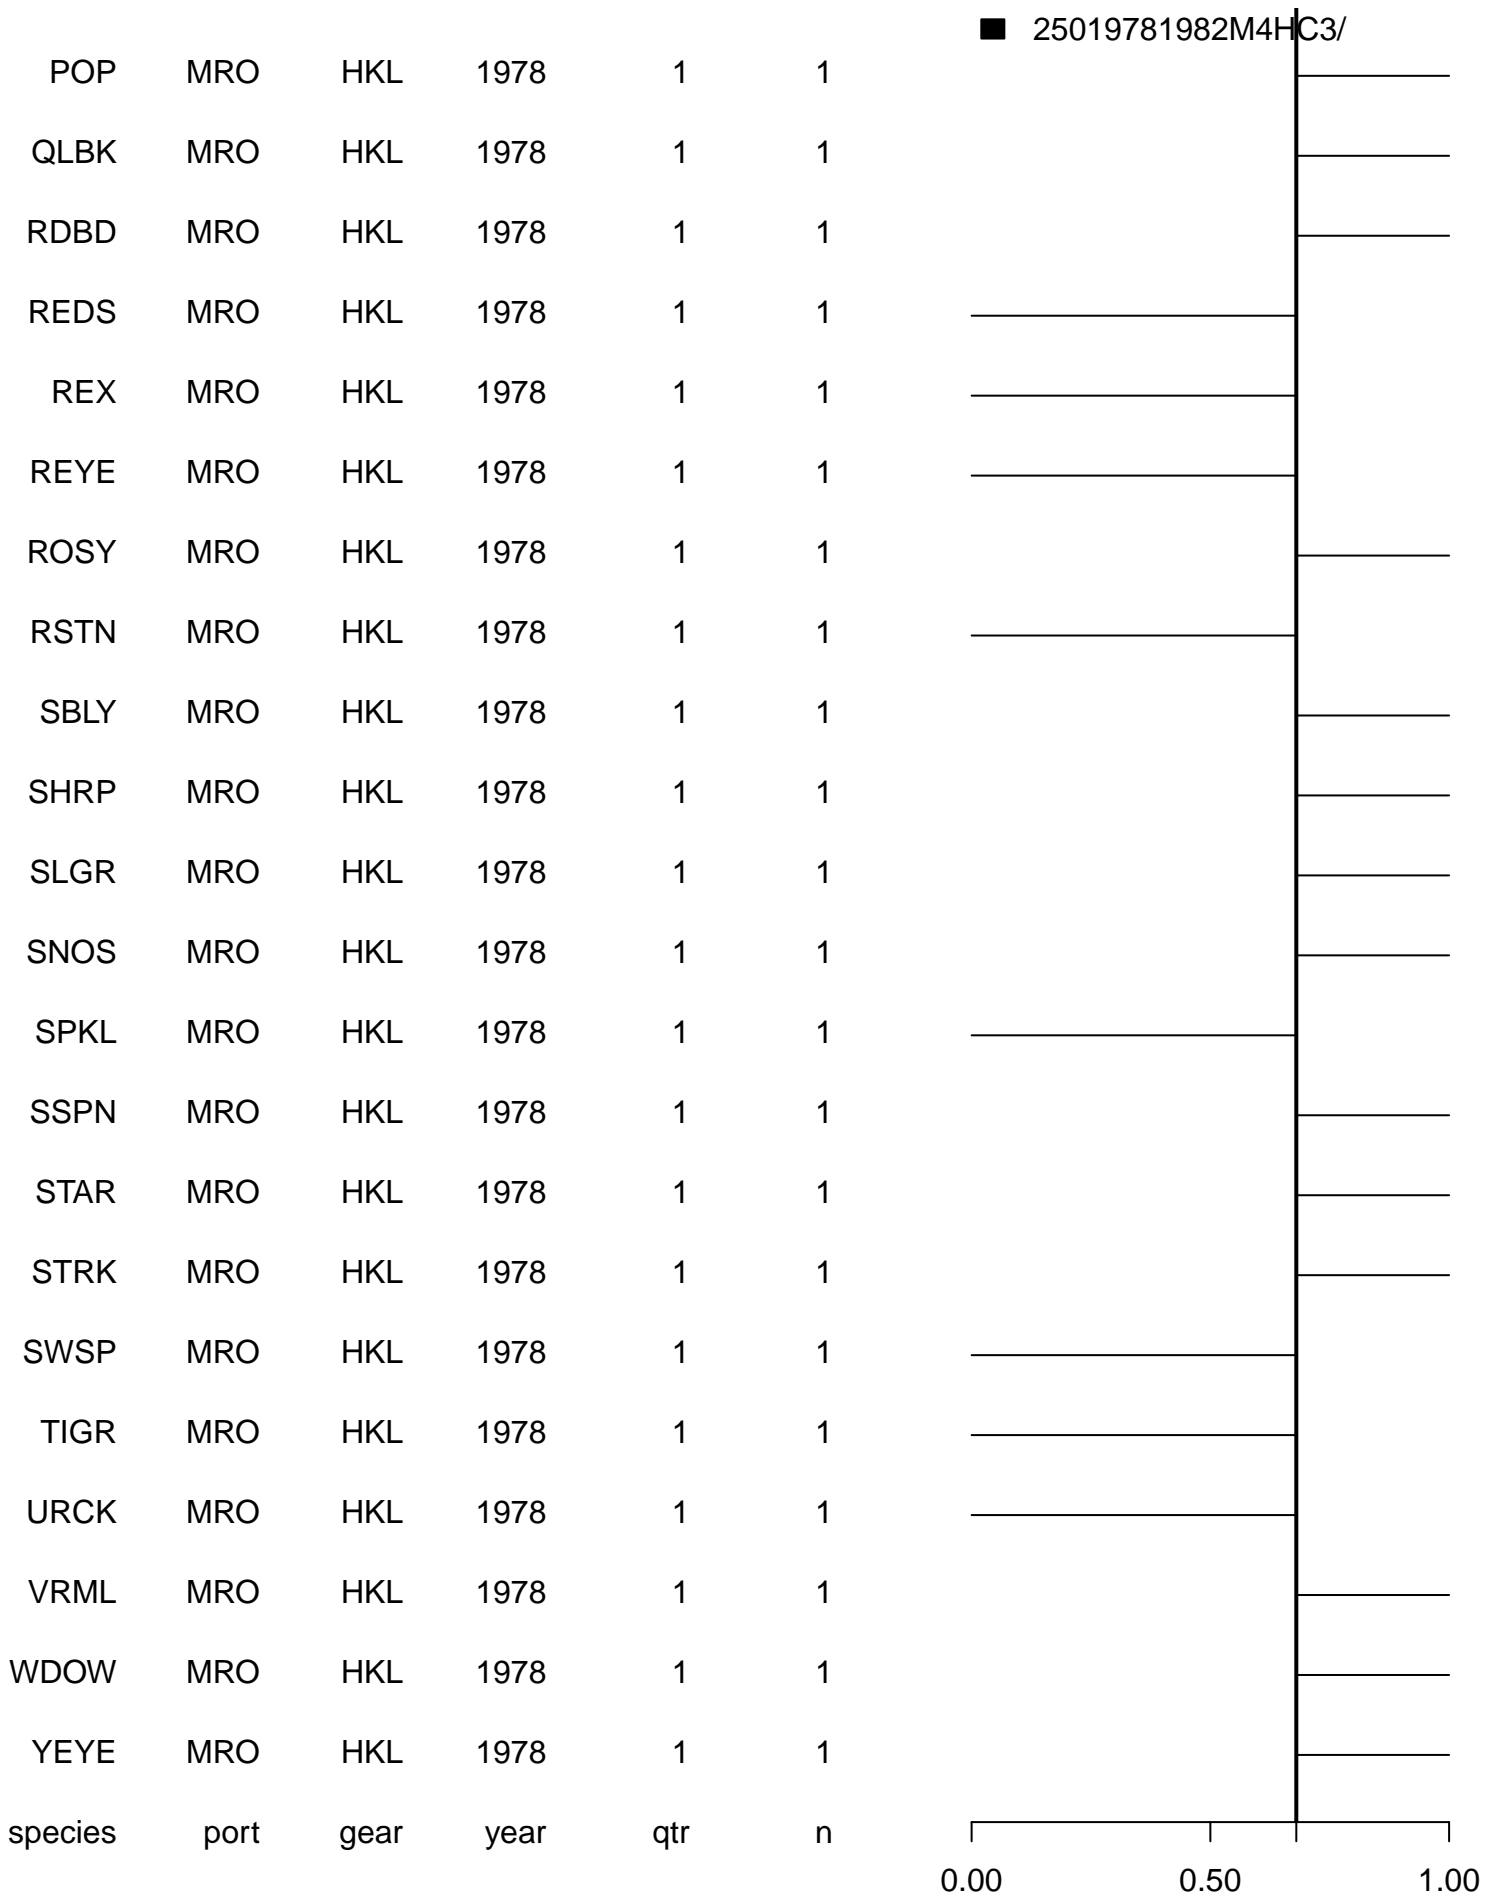 25019781982M4HC3/
POP MRO HKL 1978 1 1
QLBK MRO HKL 1978 1 1
RDBD MRO HKL 1978 1 1
REDS MRO HKL 1978 1 1
REX MRO HKL 1978 1 1
REYE MRO HKL 1978 1 1
ROSY MRO HKL 1978 1 1
RSTN MRO HKL 1978 1 1
SBLY MRO HKL 1978 1 1
SHRP MRO HKL 1978 1 1
SLGR MRO HKL 1978 1 1
SNOS MRO HKL 1978 1 1
SPKL MRO HKL 1978 1 1
SSPN MRO HKL 1978 1 1
STAR MRO HKL 1978 1 1
STRK MRO HKL 1978 1 1
SWSP MRO HKL 1978 1 1
TIGR MRO HKL 1978 1 1
URCK MRO HKL 1978 1 1
VRML MRO HKL 1978 1 1
WDOW MRO HKL 1978 1 1
YEYE MRO HKL 1978 1 1
species port gear year qtr n
0.00 0.50 1.00